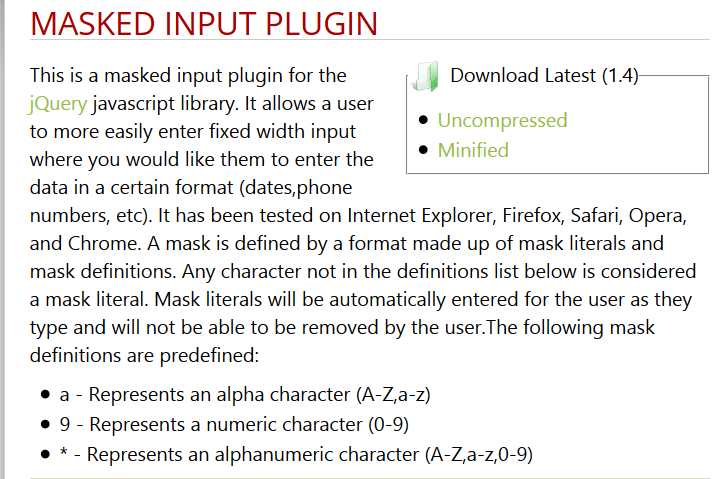 MASKED INPUT PLUGIN
This is a masked input plugin for the
jQuery javascript library. It allows a user
to more easily enter fixed width input
where you would like them to enter the
data in a certain format (dates,phone
numbers, etc). It has been tested on Internet Explorer, Firefox, Safari, Opera,
and Chrome. A mask is defined by a format made up of mask literals and
mask definitions. Any character not in the definitions list below is considered
a mask literal. Mask literals will be automatically entered for the user as they
type and will not be able to be removed by the user.The following mask
definitions are predefined:
Download Latest (1.4)
● Uncompressed
● Minified
● a - Represents an alpha character (A-Z,a-z)
● 9 - Represents a numeric character (0-9)
● * - Represents an alphanumeric character (A-Z,a-z,0-9)